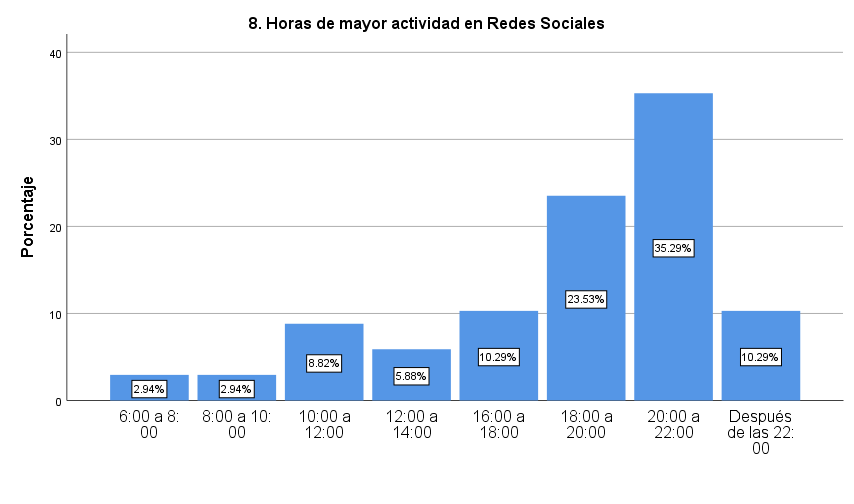 8. Horas de mayor actividad en Redes Sociales
Porcentaje
40
30
20
10
0
2.94%
2.94%
8.82%
5.88%
10.29%
23.53%
35.29%
10.29%
6:00 a 8:
00
8:00 a 10:
00
10:00 a
12:00
12:00 a
14:00
16:00 a
18:00
18:00 a
20:00
20:00 a
22:00
Después
de las 22:
00